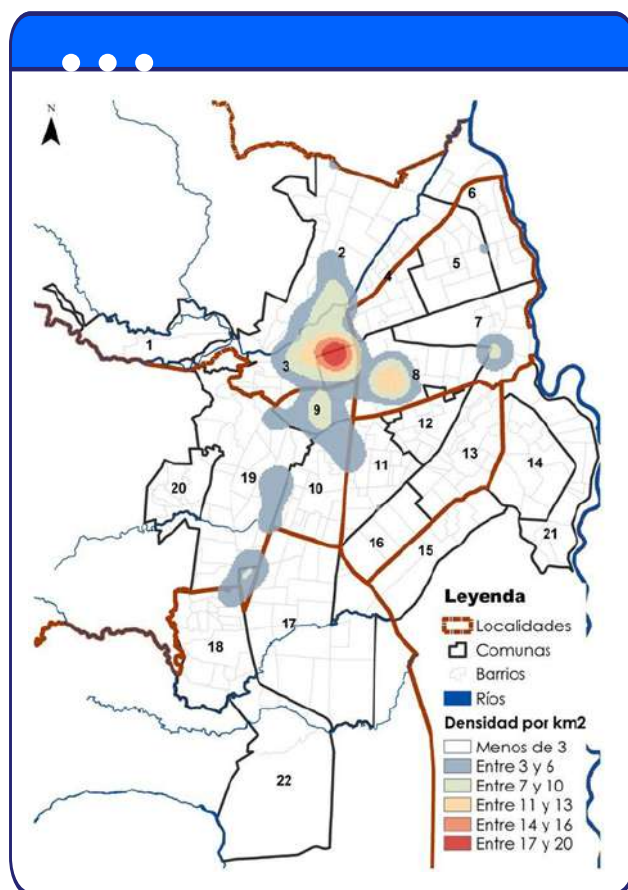 N
6
2
5
4
7
1
3
8
9
12
11
13
14
19
10
20
21
16
15
17
18
22
Leyenda
Localidades
Comunas
Barrios
Ríos
Densidad por km2
Menos de 3
Entre 3 y 6
Entre 7 y 10
Entre 11 y 13
Entre 14 y 16
Entre 17 y 20